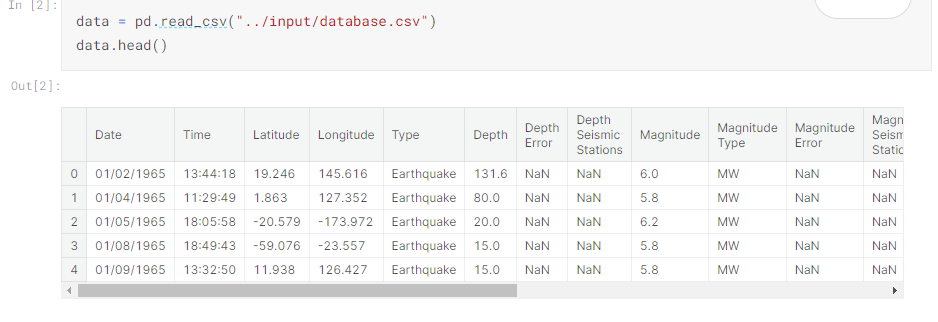 In [2]:
data = pd.read_csv("../input/database.csv")
data.head()
Out[2]:
Date Time Latitude Longitude Type Depth Depth Error Depth Seismic Stations Magnitude Magnitude Type Magnitude Error Magn Seism Static
0 01/02/1965 13:44:18 19.246 145.616 Earthquake 131.6 NaN NaN 6.0 MW NaN NaN
1 01/04/1965 11:29:49 1.863 127.352 Earthquake 80.0 NaN NaN 5.8 MW NaN NaN
2 01/05/1965 18:05:58 -20.579 -173.972 Earthquake 20.0 NaN NaN 6.2 MW NaN NaN
3 01/08/1965 18:49:43 -59.076 -23.557 Earthquake 15.0 NaN NaN 5.8 MW NaN NaN
4 01/09/1965 13:32:50 11.938 126.427 Earthquake 15.0 NaN NaN 5.8 MW NaN NaN